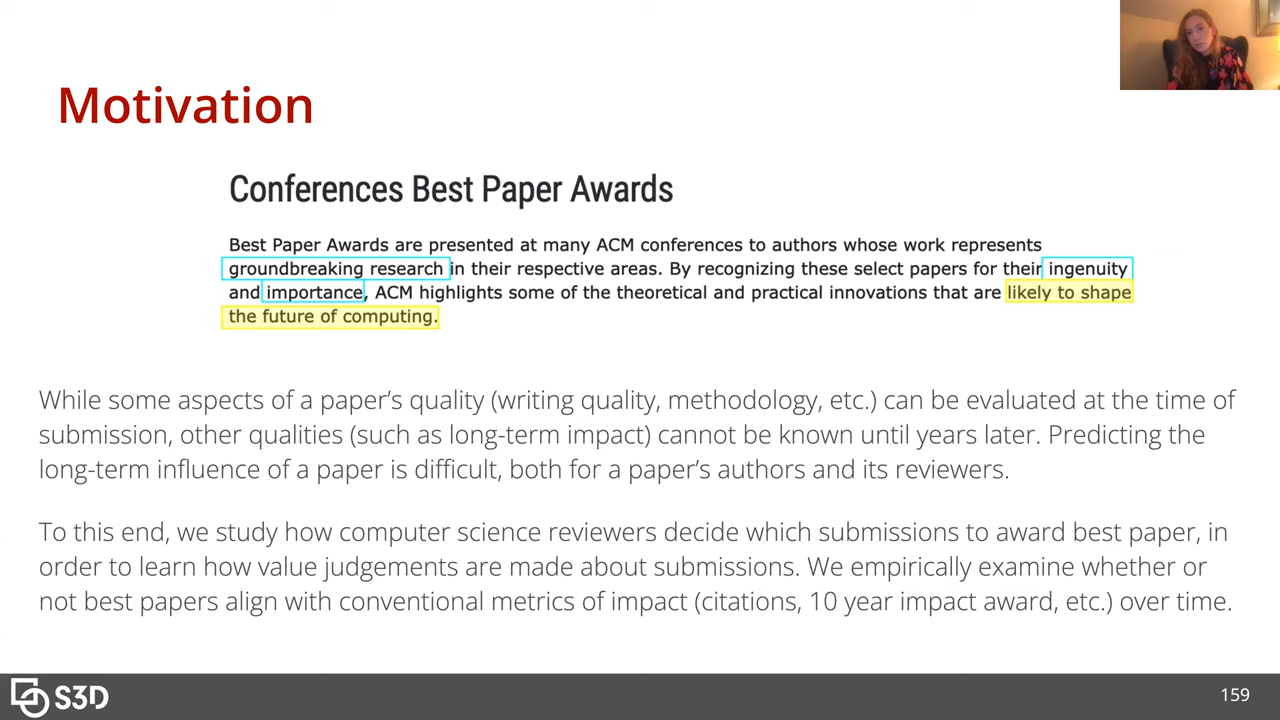 Motivation
Conferences Best Paper Awards
Best Paper Awards are presented at many ACM conferences to authors whose work represents
groundbreaking research in their respective areas. By recognizing these select papers for their ingenuity
and importance, ACM highlights some of the theoretical and practical innovations that are likely to shape
the future of computing.
While some aspects of a paper’s quality (writing quality, methodology, etc.) can be evaluated at the time of
submission, other qualities (such as long-term impact) cannot be known until years later. Predicting the
long-term influence of a paper is difficult, both for a paper’s authors and its reviewers.
To this end, we study how computer science reviewers decide which submissions to award best paper, in
order to learn how value judgements are made about submissions. We empirically examine whether or
not best papers align with conventional metrics of impact (citations, 10 year impact award, etc.) over time.
S3D
159